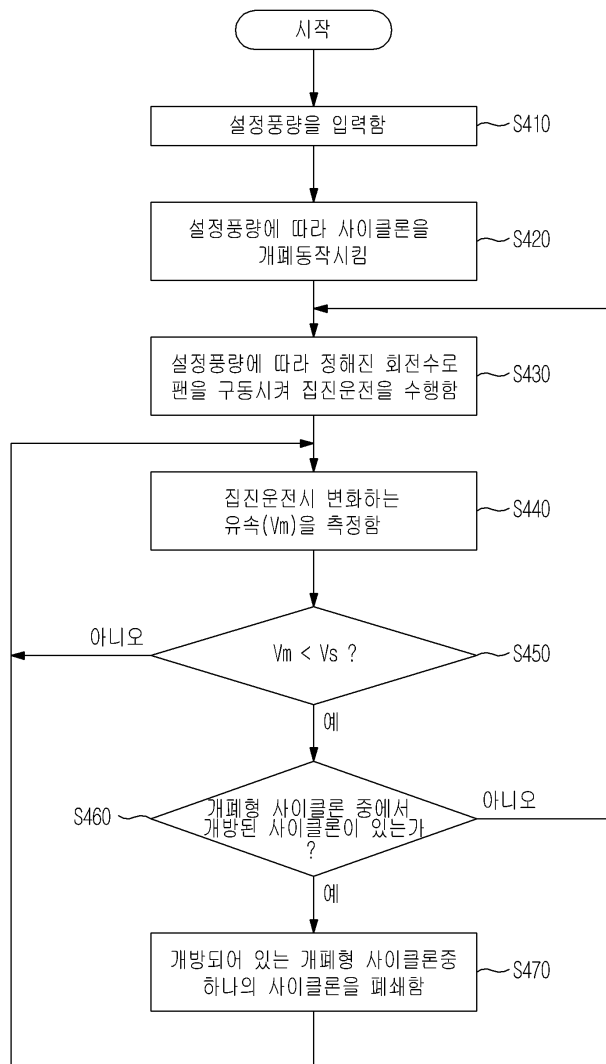 시작
설정풍량을 입력함
S410
설정풍량에 따라 사이클론을
개폐동작시킴
S420
설정풍량에 따라 정해진 회전수로
팬을 구동시켜 집진운전을 수행함
S430
집진운전시 변화하는
유속(Vm)을 측정함
S440
아니오
Vm < Vs ?
S450
예
S460
개폐형 사이클론 중에서
개방된 사이클론이 있는가
?
아니오
예
개방되어 있는 개폐형 사이클론중
하나의 사이클론을 폐쇄함
S470